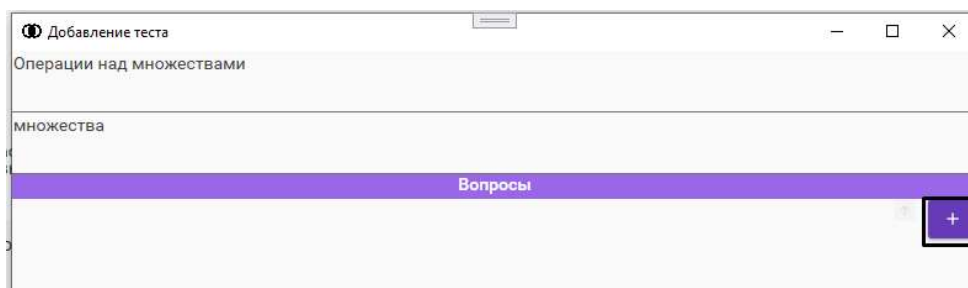 Добавление теста
Операции над множествами
множества
Вопросы
+